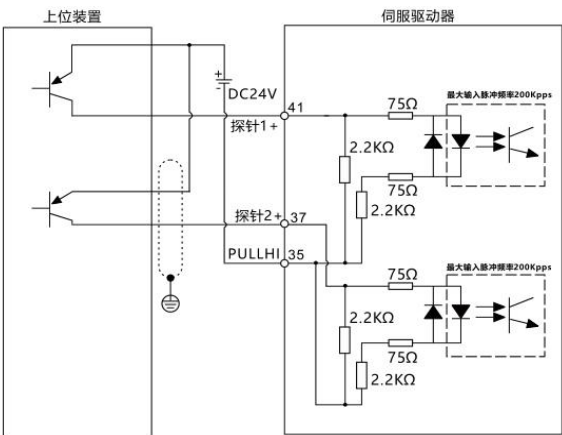 上位装置
伺服驱动器
+
-
DC24V
41
探针1+
75Ω
最大输入脉冲频率200Kpps
2.2KΩ
75Ω
2.2KΩ
探针2+
37
PULLHI
35
75Ω
最大输入脉冲频率200Kpps
2.2KΩ
75Ω
2.2KΩ